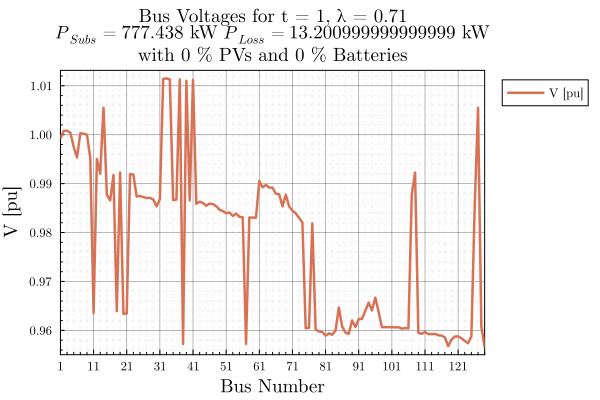 Bus Voltages for t = 1, λ = 0.71
P_Subs = 777.438 kW P_Loss = 13.200999999999999 kW
with 0 % PVs and 0 % Batteries
V [pu]
1.01
1.00
0.99
0.98
0.97
0.96
V [pu]
1 11 21 31 41 51 61 71 81 91 101 111 121
Bus Number